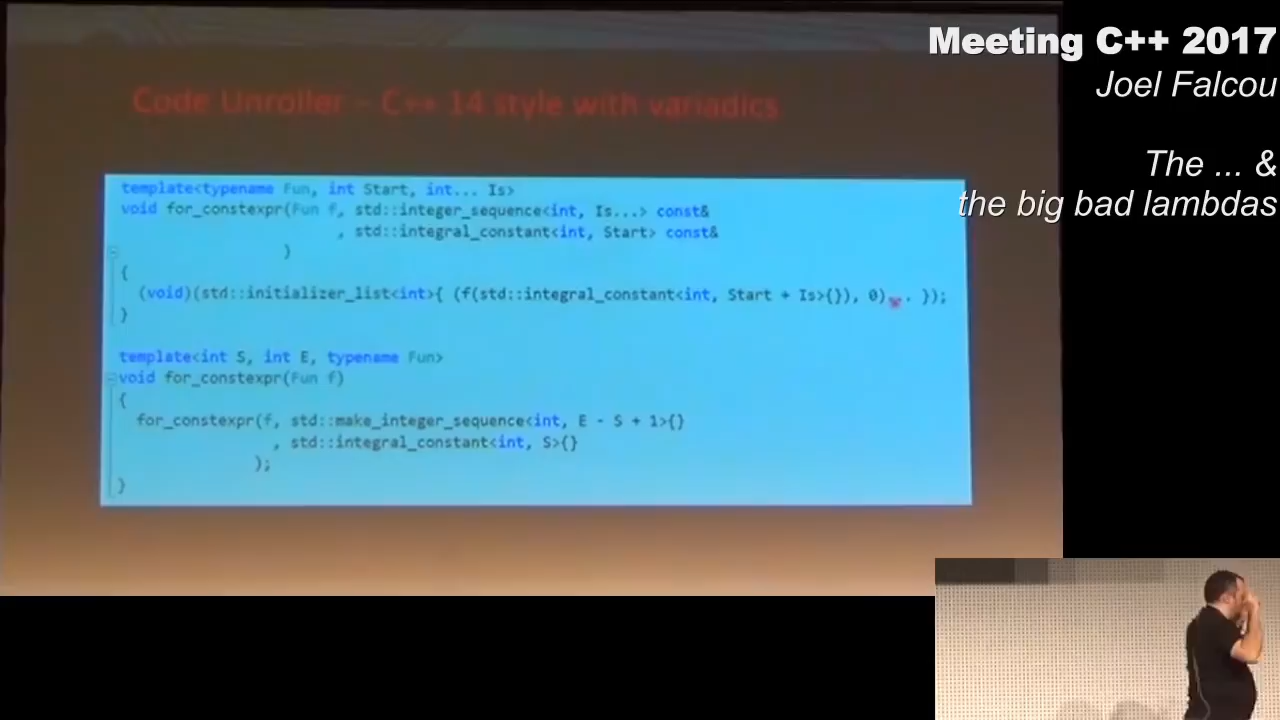 Meeting C++ 2017
Joel Falcou
The ... &
the big bad lambdas
Code Unroller – C++ 14 style with variadics
template<typename Fun, int Start, int... Is>
void for_constexpr(Fun f, std::integer_sequence<int, Is...> const&
, std::integral_constant<int, Start> const&
)
{
(void)(std::initializer_list<int>{ (f(std::integral_constant<int, Start + Is>{}), 0)... });
}
template<int S, int E, typename Fun>
void for_constexpr(Fun f)
{
for_constexpr(f, std::make_integer_sequence<int, E - S + 1>{}
, std::integral_constant<int, S>{}
);
}